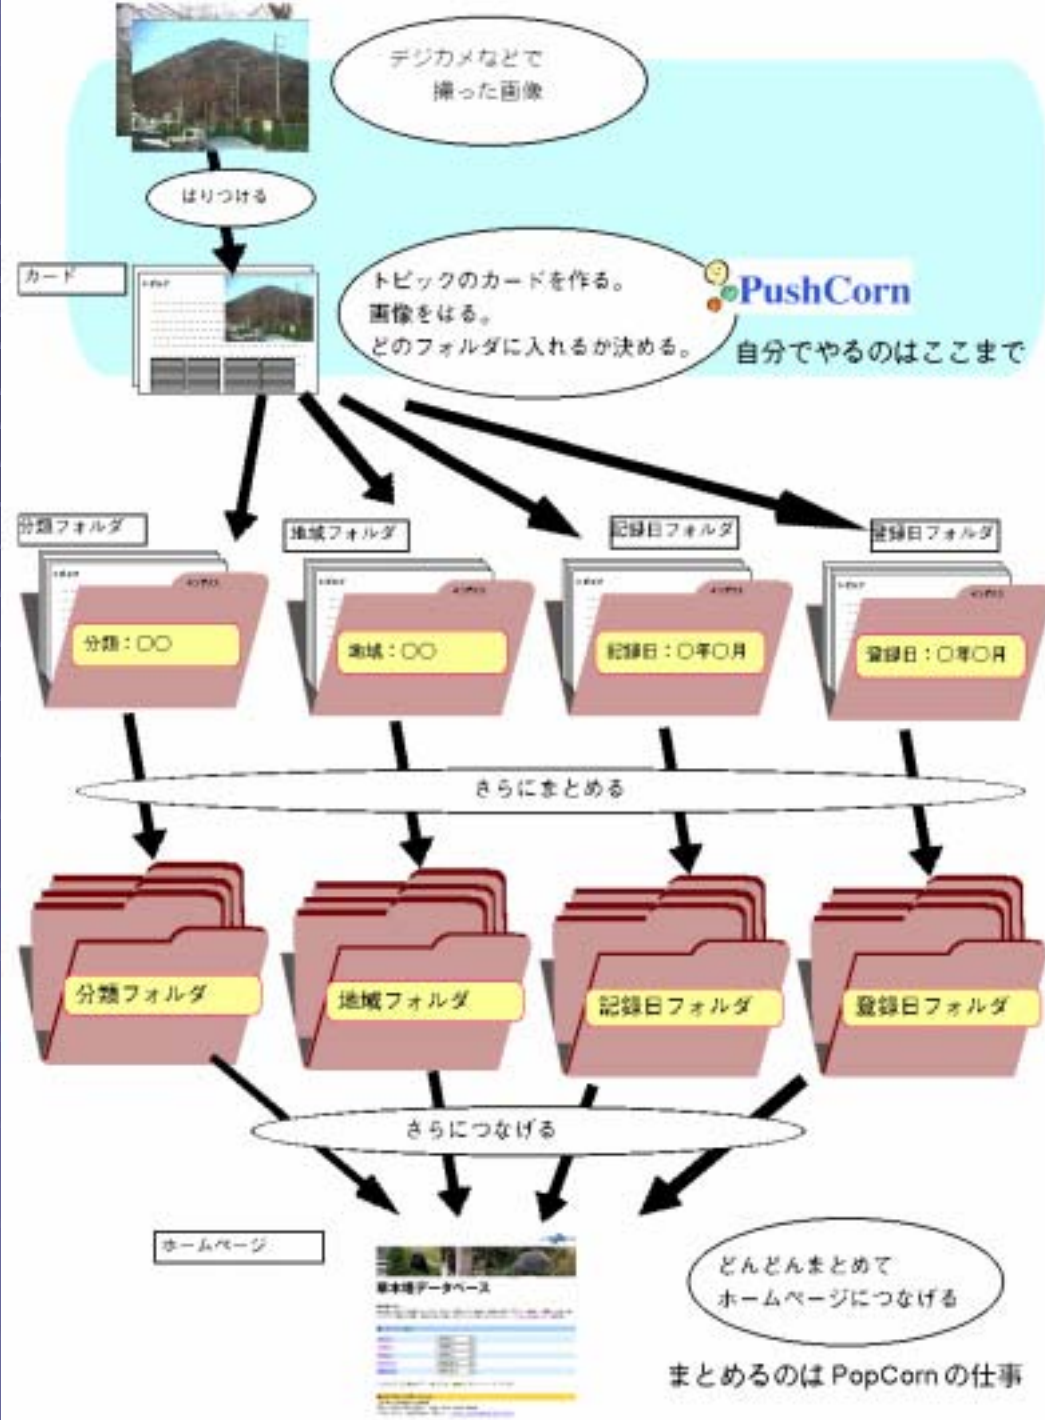 デジカメなどで
撮った画像
はりつける
カード
トピックのカードを作る。
画像をはる。
どのフォルダに入れるか決める。
PushCorn
自分でやるのはここまで
分類フォルダ
地域フォルダ
記録日フォルダ
登録日フォルダ
分類：〇〇
地域：〇〇
記録日：〇年〇月
登録日：〇年〇月
さらにまとめる
分類フォルダ
地域フォルダ
記録日フォルダ
登録日フォルダ
さらにつなげる
ホームページ
草木塔データベース
どんどんまとめて
ホームページにつなげる
まとめるのは PopCorn の仕事